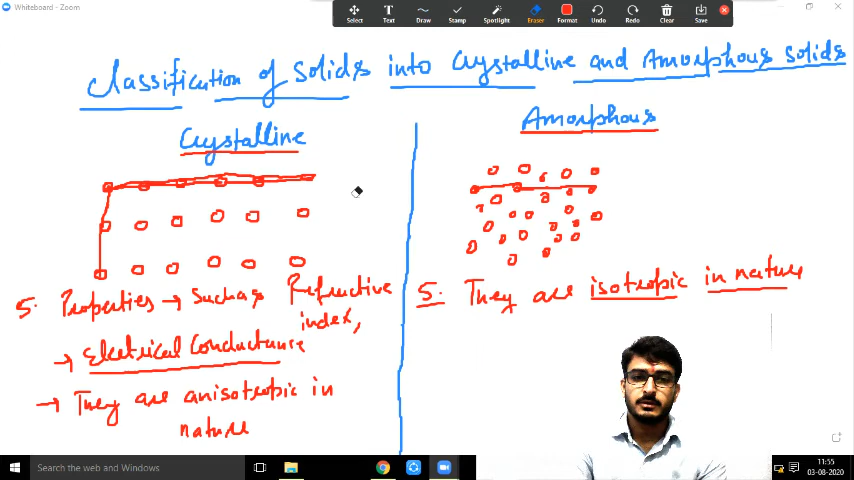 Whiteboard - Zoom
Select
Text
Draw
Stamp
Spotlight
Eraser
Format
Undo
Redo
Clear
Save
Classification of Solids into Crystalline and Amorphous solids
Crystalline
Amorphous
5. Properties → Such as Refractive
index,
→ Electrical Conductance
→ They are anisotropic in
nature
5. They are isotropic in nature
Search the web and Windows
11:55
03-08-2020